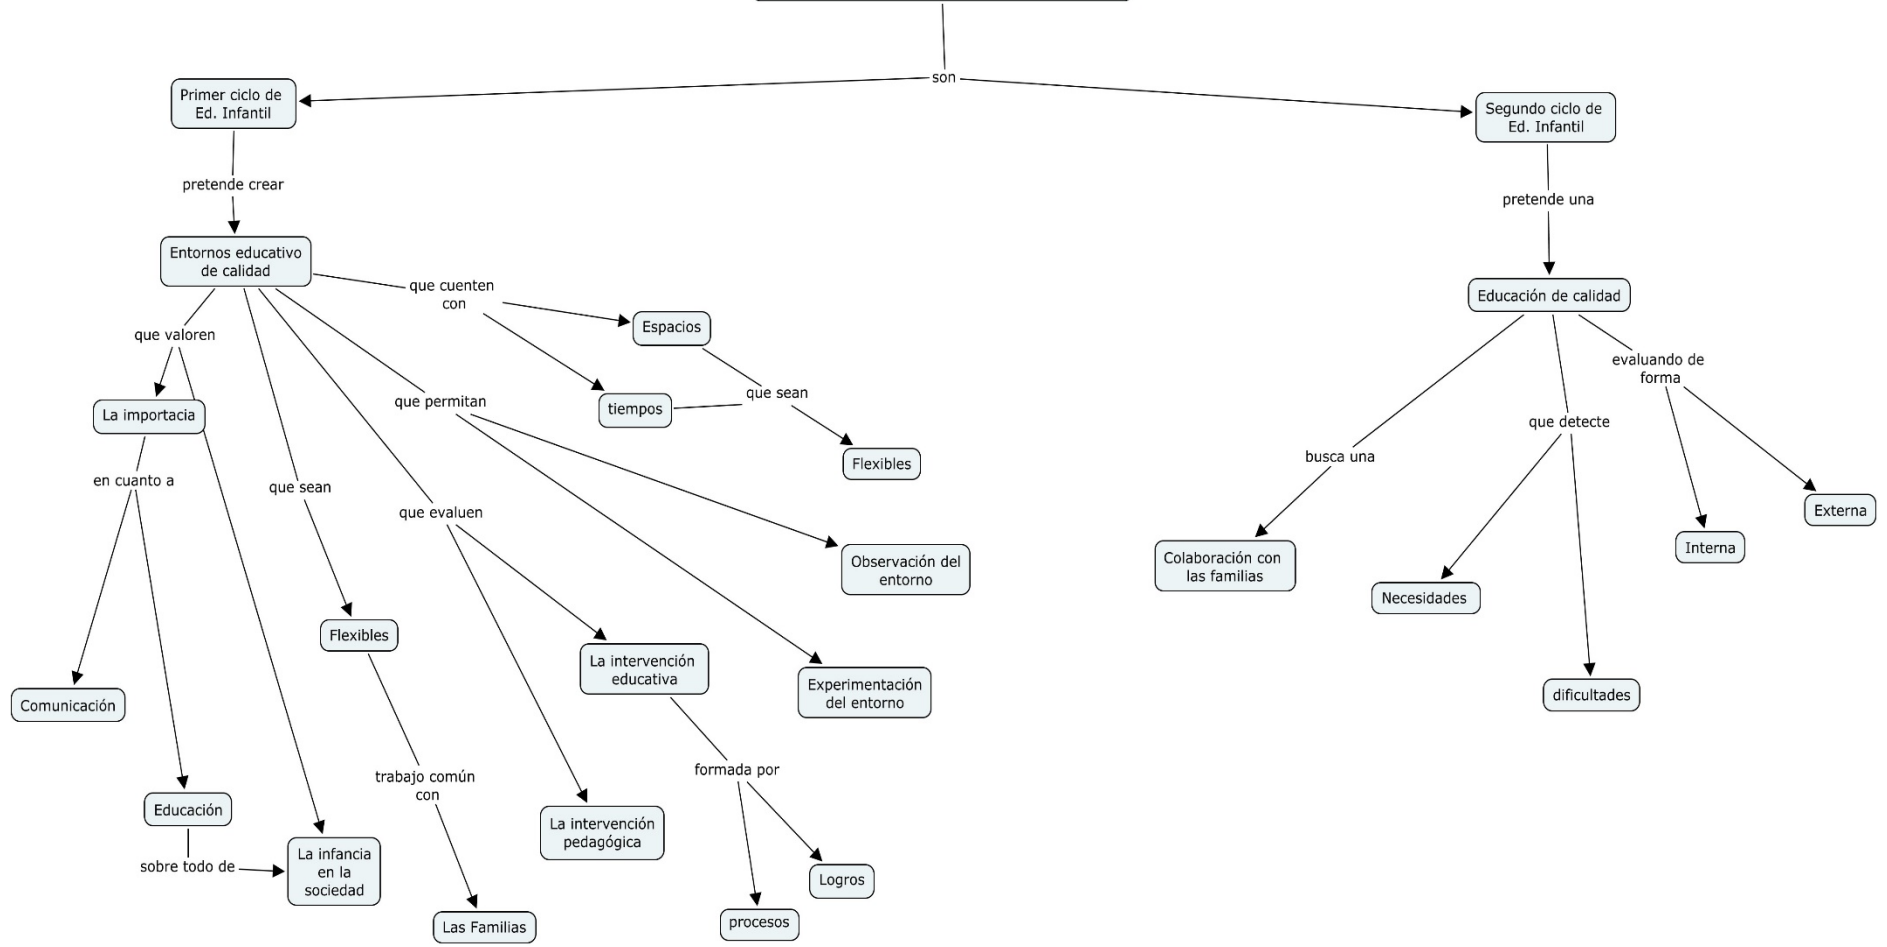 son
Primer ciclo de
Ed. Infantil
Segundo ciclo de
Ed. Infantil
pretende crear
pretende una
Entornos educativo
de calidad
Educación de calidad
que cuenten
con
Espacios
que valoren
evaluando de
forma
que sean
que permitan
tiempos
La importacia
que detecte
busca una
Flexibles
en cuanto a
que sean
que evaluen
Externa
Interna
Observación del
entorno
Colaboración con
las familias
Necesidades
Flexibles
La intervención
educativa
Experimentación
del entorno
dificultades
Comunicación
formada por
trabajo común
con
Educación
La intervención
pedagógica
sobre todo de
La infancia
en la
sociedad
Logros
procesos
Las Familias